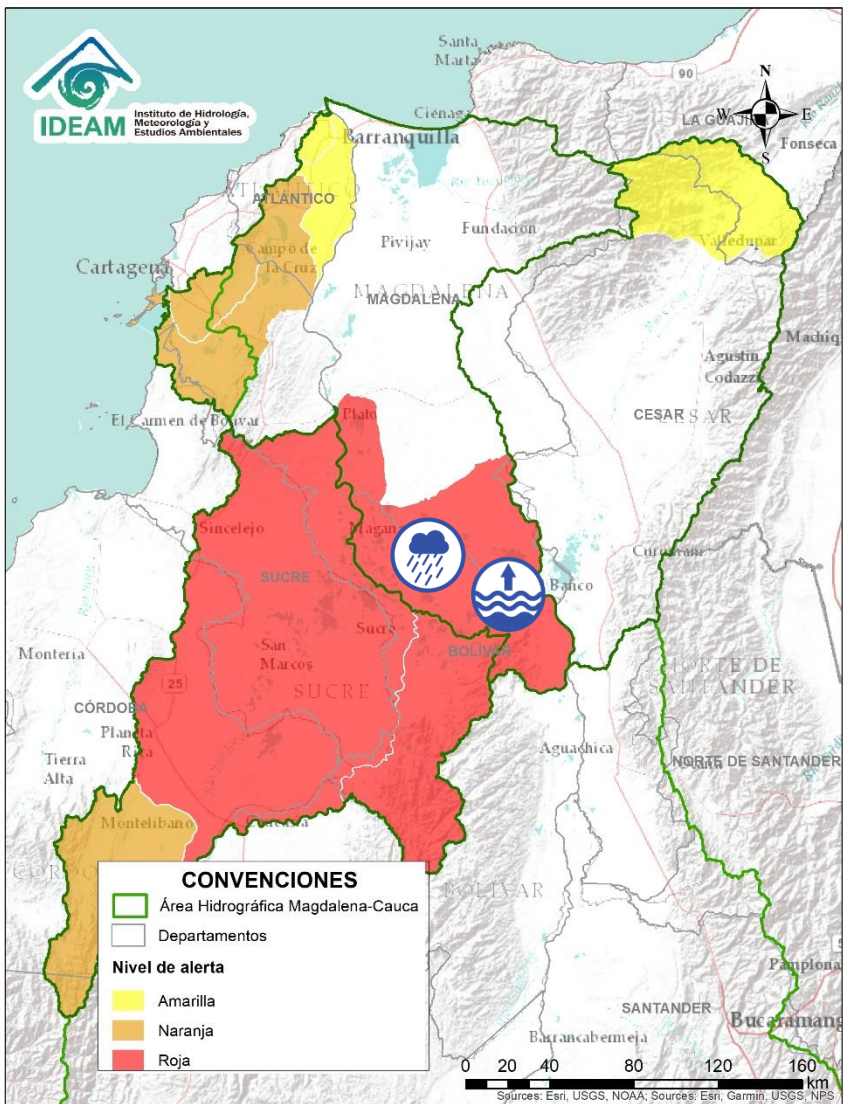 IDEAM
Instituto de Hidrología,
Meteorología y
Estudios Ambientales
Santa
Marta
90
N
W
E
S
LA GUAJIRA
Fonseca
Ciénaga
Barranquilla
ATLÁNTICO
Pivijay
Fundación
Cartagena
Campo de
la Cruz
MAGDALENA
MAGDALENA
Valledupar
Agustín
Codazzi
CESAR
CESAR
El Carmen de Bolívar
Plato
Sincelejo
SUCRE
Banco
Sucre
BOLÍVAR
San
Marcos
SUCRE
Montería
25
CÓRDOBA
Planeta
Rica
Tierra
Alta
NORTE DE
SANTANDER
Aguachica
NORTE DE SANTANDER
Montelíbano
BOLÍVAR
CONVENCIONES
Área Hidrográfica Magdalena-Cauca
Departamentos
Nivel de alerta
Amarilla
Naranja
Roja
Pamplona
SANTANDER
Bucaramang
Barrancabermeja
0 20 40 80 120 160
km
Sources: Esri, USGS, NOAA; Sources: Esri, Garmin, USGS, NPS